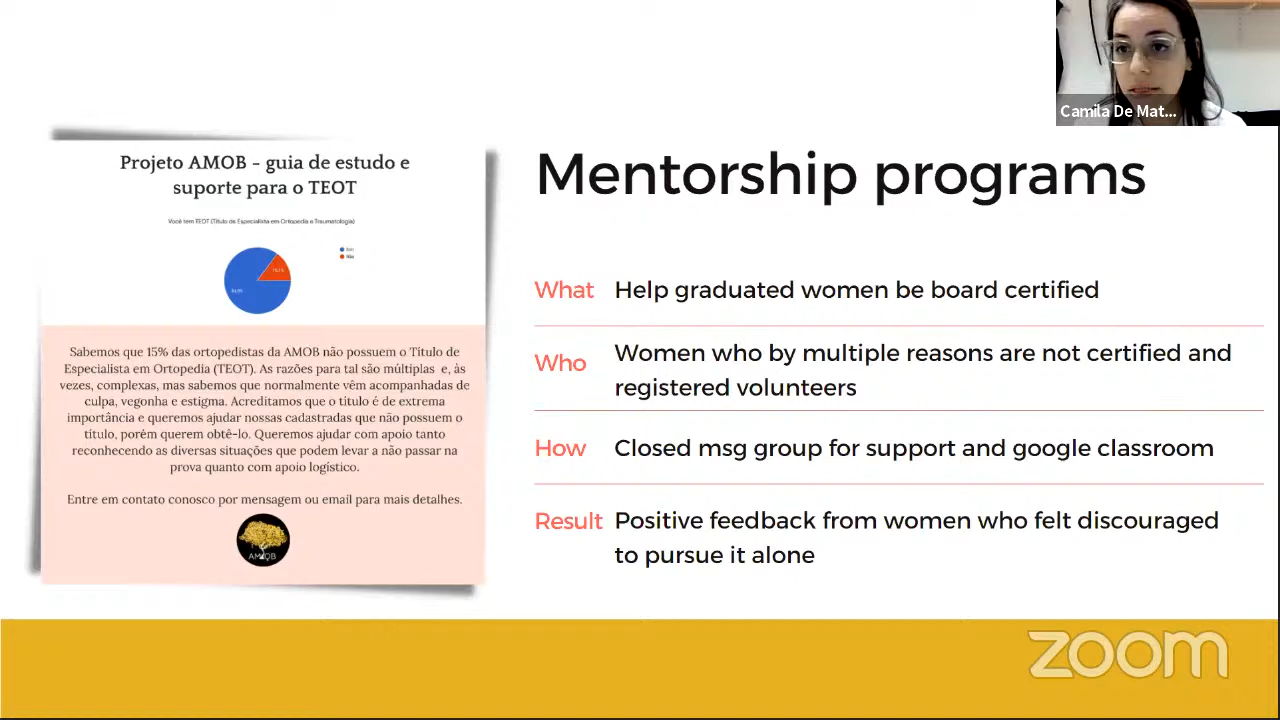 Camila De Mat...
Projeto AMOB - guia de estudo e
suporte para o TEOT
Você tem TEOT (Título de Especialista em Ortopedia e Traumatologia)
Não
Sabemos que 15% das ortopedistas da AMOB não possuem o Título de
Especialista em Ortopedia (TEOT). As razões para tal são múltiplas e, às
vezes, complexas, mas sabemos que normalmente vêm acompanhadas de
culpa, vegonha e estigma. Acreditamos que o título é de extrema
importância e queremos ajudar nossas cadastradas que não possuem o
título, porém querem obtê-lo. Queremos ajudar com apoio tanto
reconhecendo as diversas situações que podem levar a não passar na
prova quanto com apoio logístico.
Entre em contato conosco por mensagem ou email para mais detalhes.
AMOB
Mentorship programs
What Help graduated women be board certified
Who Women who by multiple reasons are not certified and
registered volunteers
How Closed msg group for support and google classroom
Result Positive feedback from women who felt discouraged
to pursue it alone
zoom